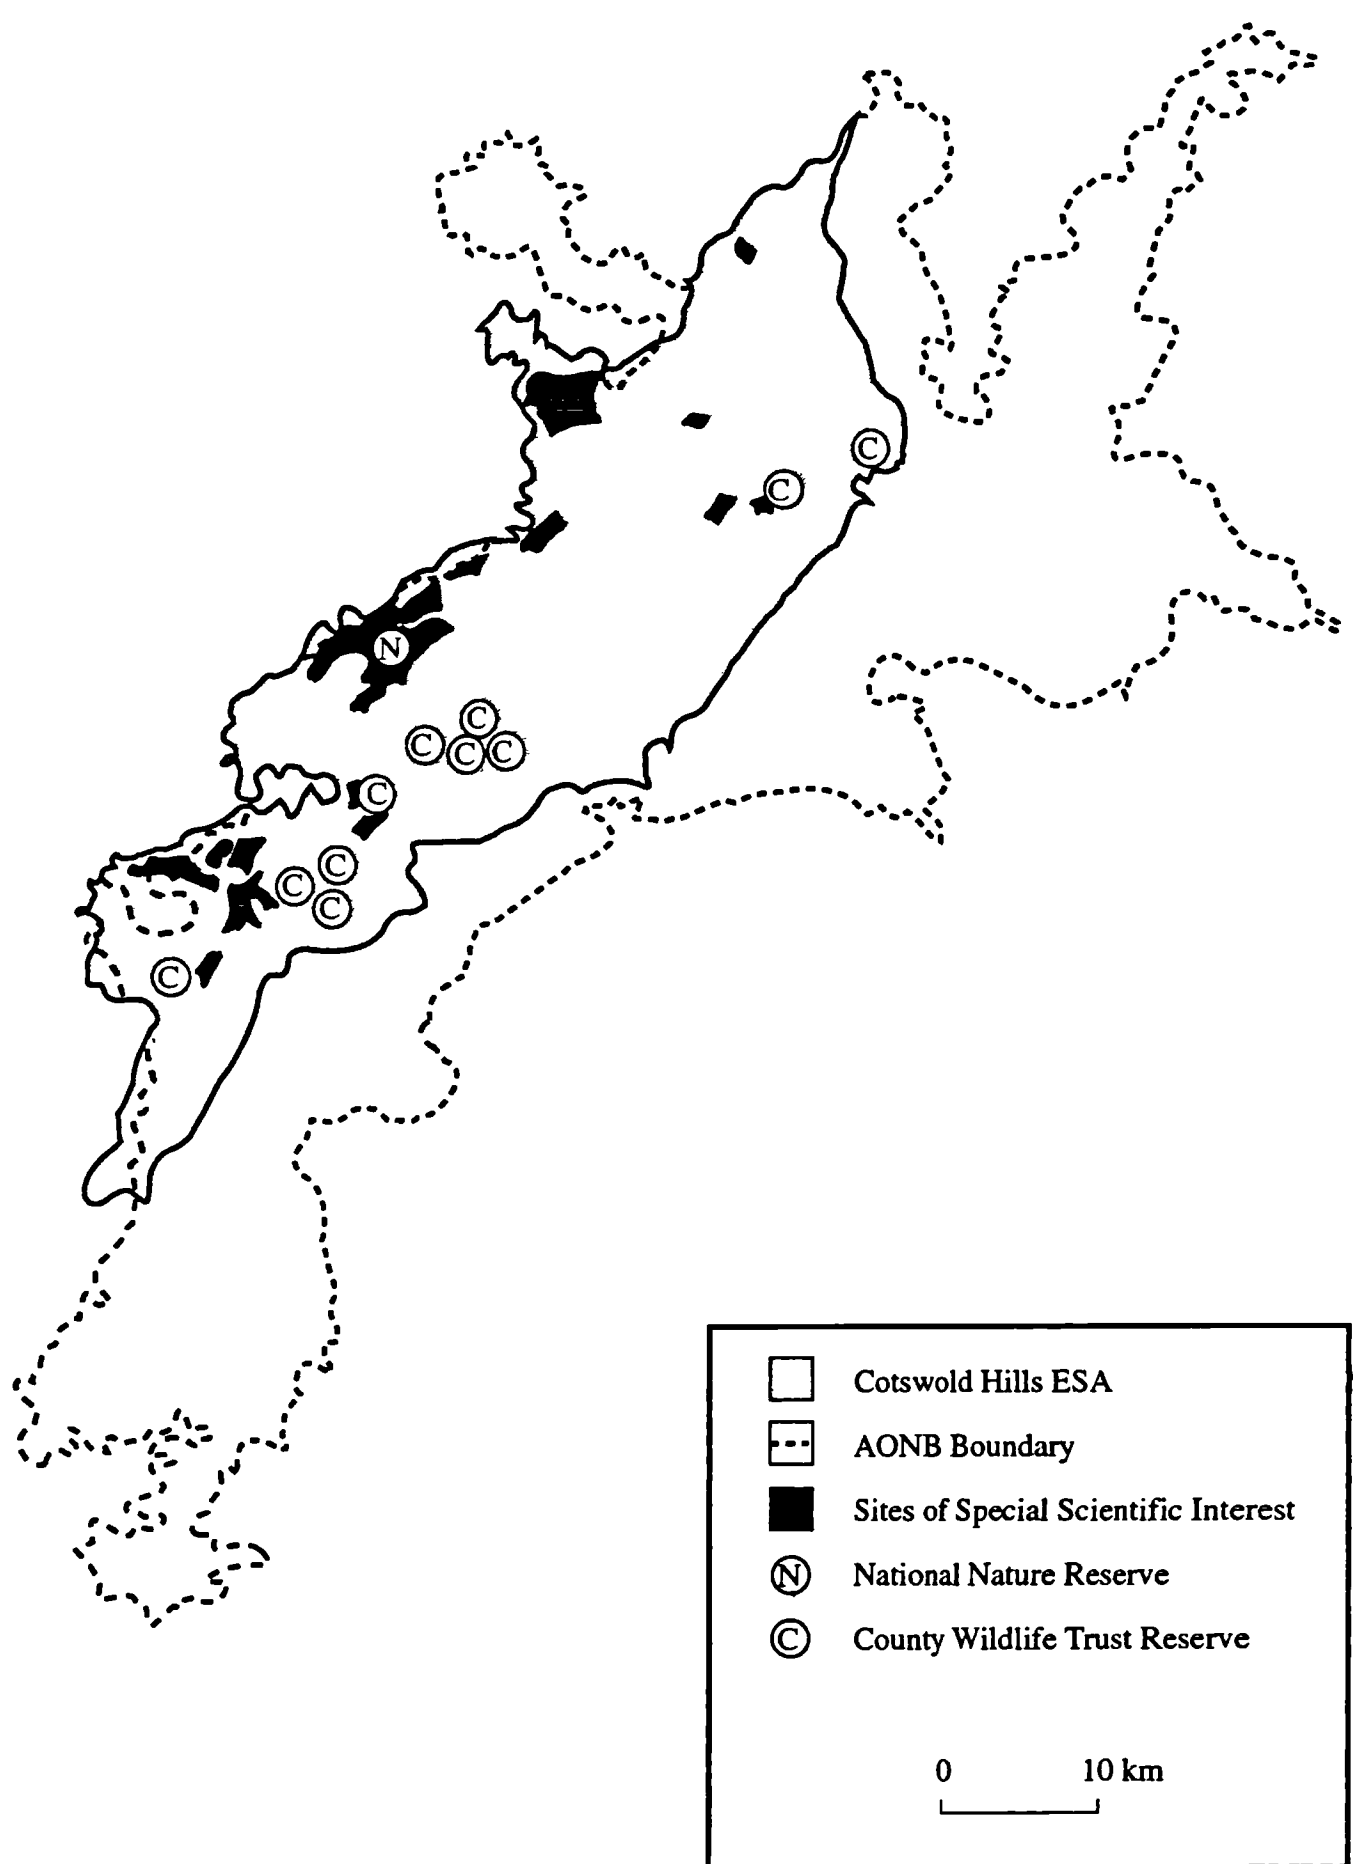 C
C
N
C
C
C
C
C
C
C
C
C
Cotswold Hills ESA
AONB Boundary
Sites of Special Scientific Interest
N National Nature Reserve
C County Wildlife Trust Reserve
0 10 km